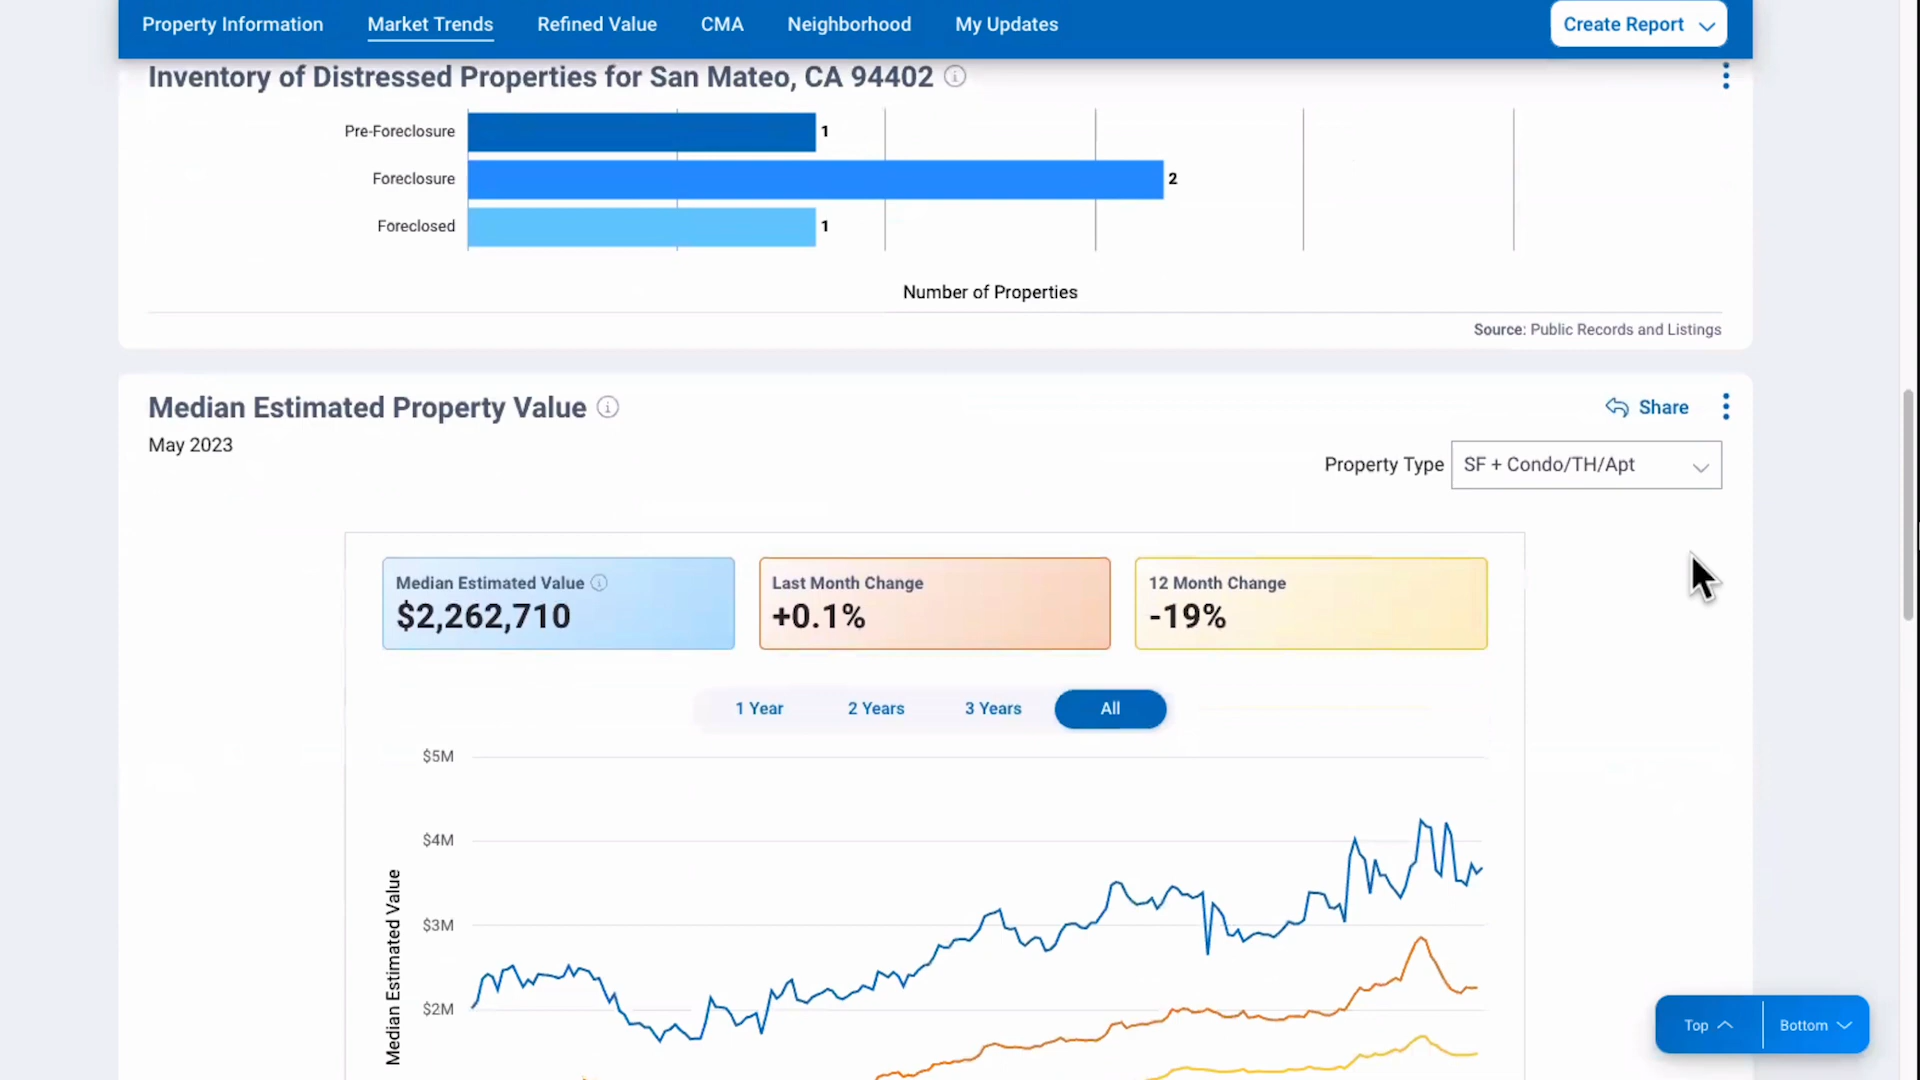 Property Information Market Trends Refined Value CMA Neighborhood My Updates Create Report
Inventory of Distressed Properties for San Mateo, CA 94402
Pre-Foreclosure 1
Foreclosure 2
Foreclosed 1
Number of Properties
Source: Public Records and Listings
Median Estimated Property Value
Share
May 2023
Property Type SF + Condo/TH/Apt
Median Estimated Value
$2,262,710
Last Month Change
+0.1%
12 Month Change
-19%
1 Year 2 Years 3 Years All
$5M
$4M
$3M
$2M
Median Estimated Value
Top Bottom